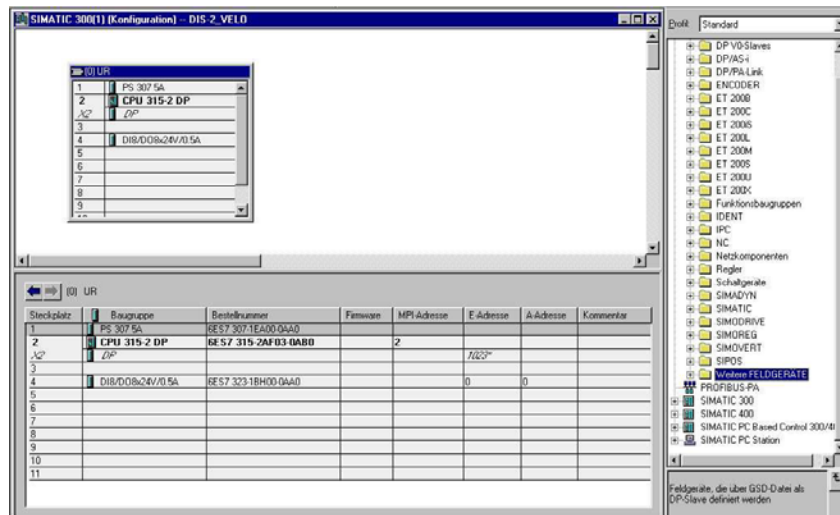 SIMATIC 300(1) (Konfiguration) -- DIS-2_VELO
(0) UR
1 PS 307 5A
2 CPU 315-2 DP
X2 DP
3
4 DI8/DO8x24V/0.5A
5
6
7
8
9
(0) UR
Steckplatz Baugruppe Bestellnummer Firmware MPI-Adresse E-Adresse A-Adresse Kommentar
1 PS 307 5A 6ES7 307-1EA00-0AA0
2 CPU 315-2 DP 6ES7 315-2AF03-0AB0 2
X2 DP 1023*
3
4 DI8/DO8x24V/0.5A 6ES7 323-1BH00-0AA0 0 0
5
6
7
8
9
10
11
Profil: Standard
DP V0-Slaves
DP/AS-i
DP/PA-Link
ENCODER
ET 200B
ET 200C
ET 200iS
ET 200L
ET 200M
ET 200S
ET 200U
ET 200X
Funktionsbaugruppen
IDENT
IPC
NC
Netzkomponenten
Regler
Schaltgeräte
SIMADYN
SIMATIC
SIMODRIVE
SIMOREG
SIMOVERT
SIPOS
Weitere FELDGERÄTE
PROFIBUS-PA
SIMATIC 300
SIMATIC 400
SIMATIC PC Based Control 300/4
SIMATIC PC Station
Feldgeräte, die über GSD-Datei als
DP-Slave definiert werden